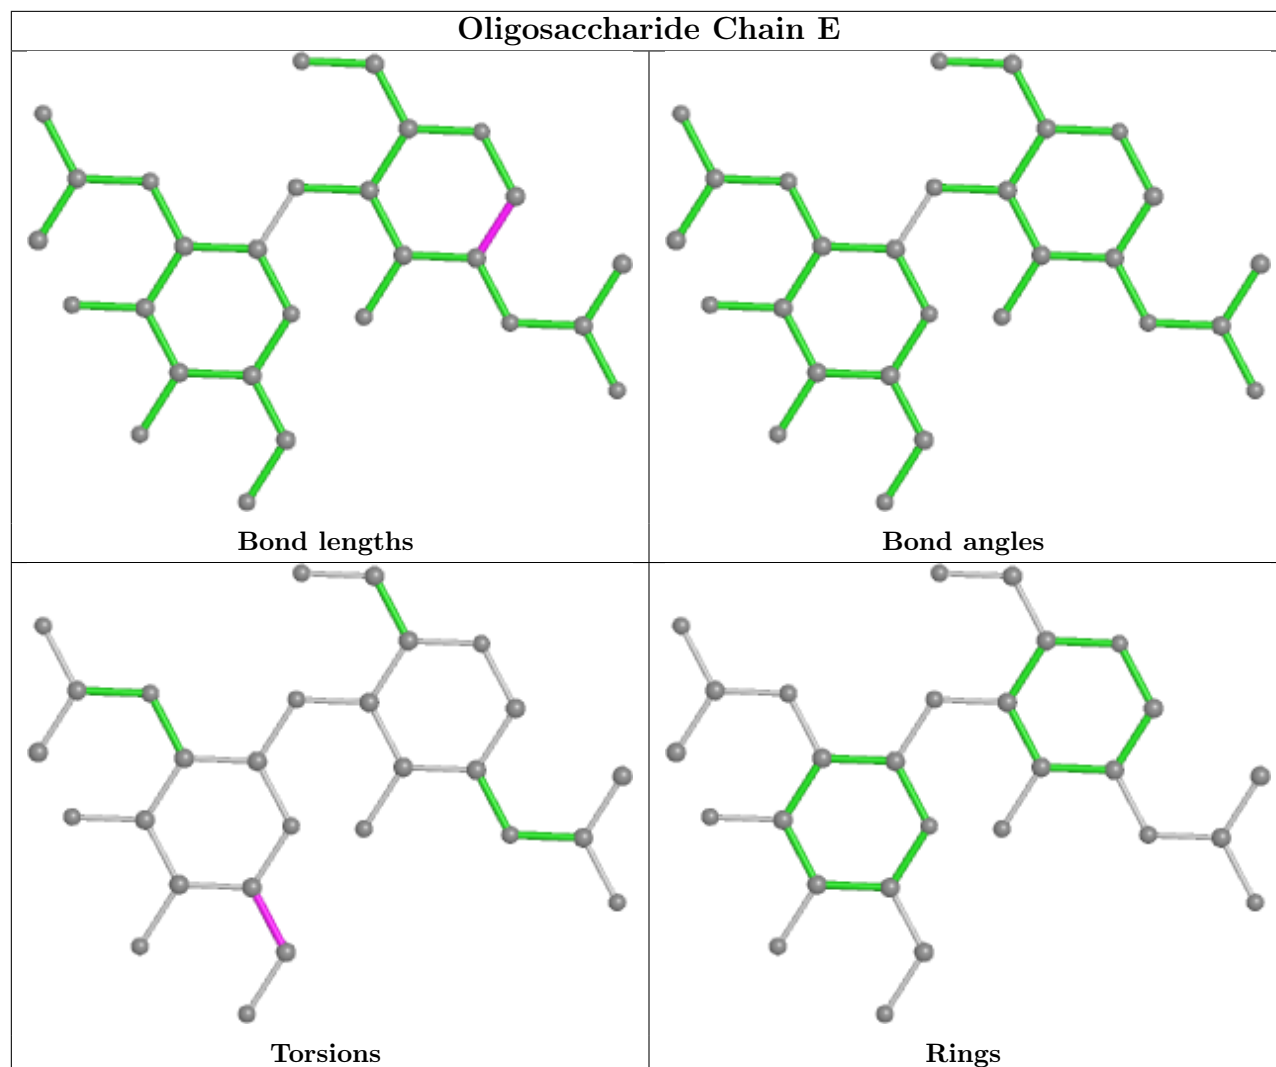 Oligosaccharide Chain E
Bond lengths
Bond angles
Torsions
Rings